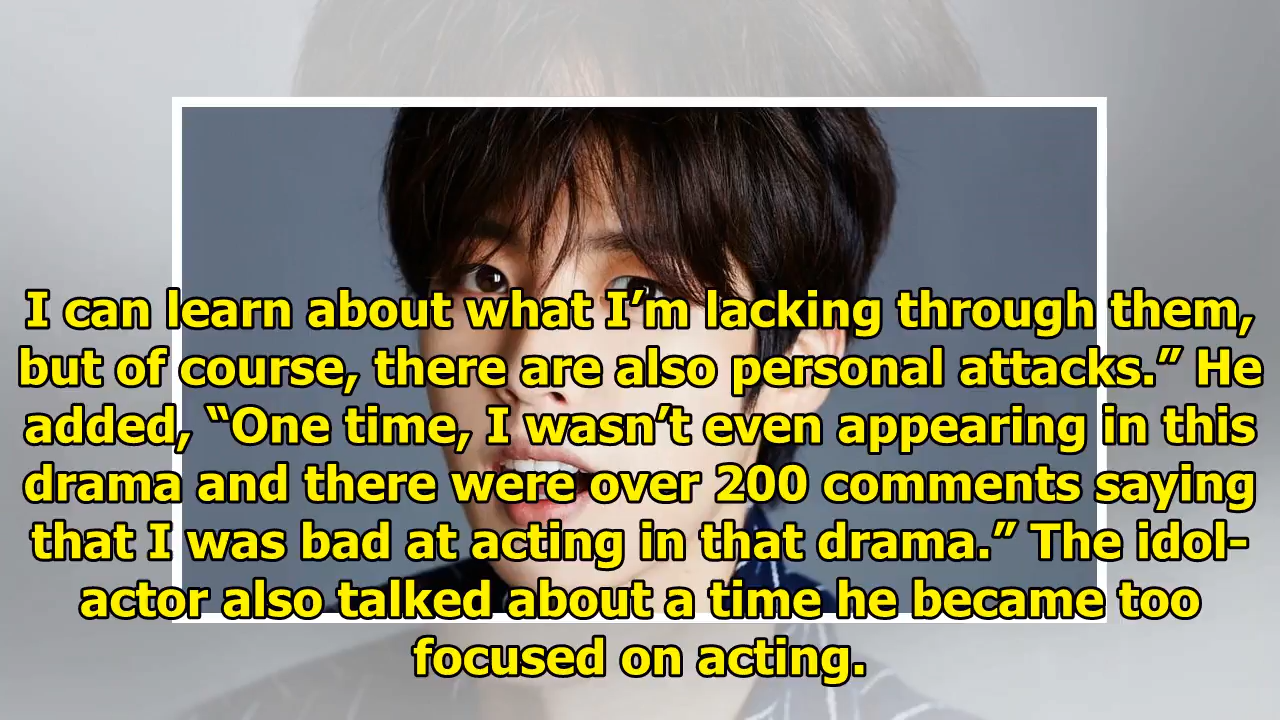 I can learn about what I’m lacking through them,
but of course, there are also personal attacks.” He
added, “One time, I wasn’t even appearing in this
drama and there were over 200 comments saying
that I was bad at acting in that drama.” The idol-
actor also talked about a time he became too
focused on acting.